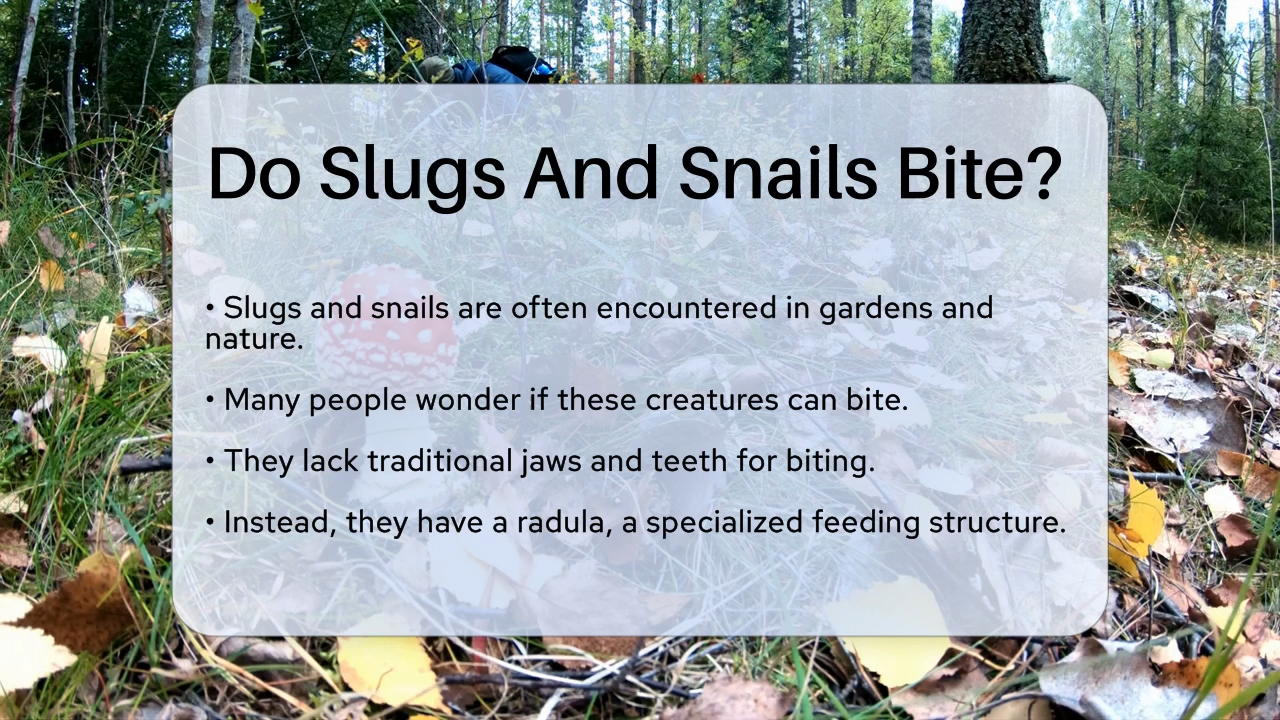 Do Slugs And Snails Bite?
• Slugs and snails are often encountered in gardens and
nature.
• Many people wonder if these creatures can bite.
• They lack traditional jaws and teeth for biting.
• Instead, they have a radula, a specialized feeding structure.